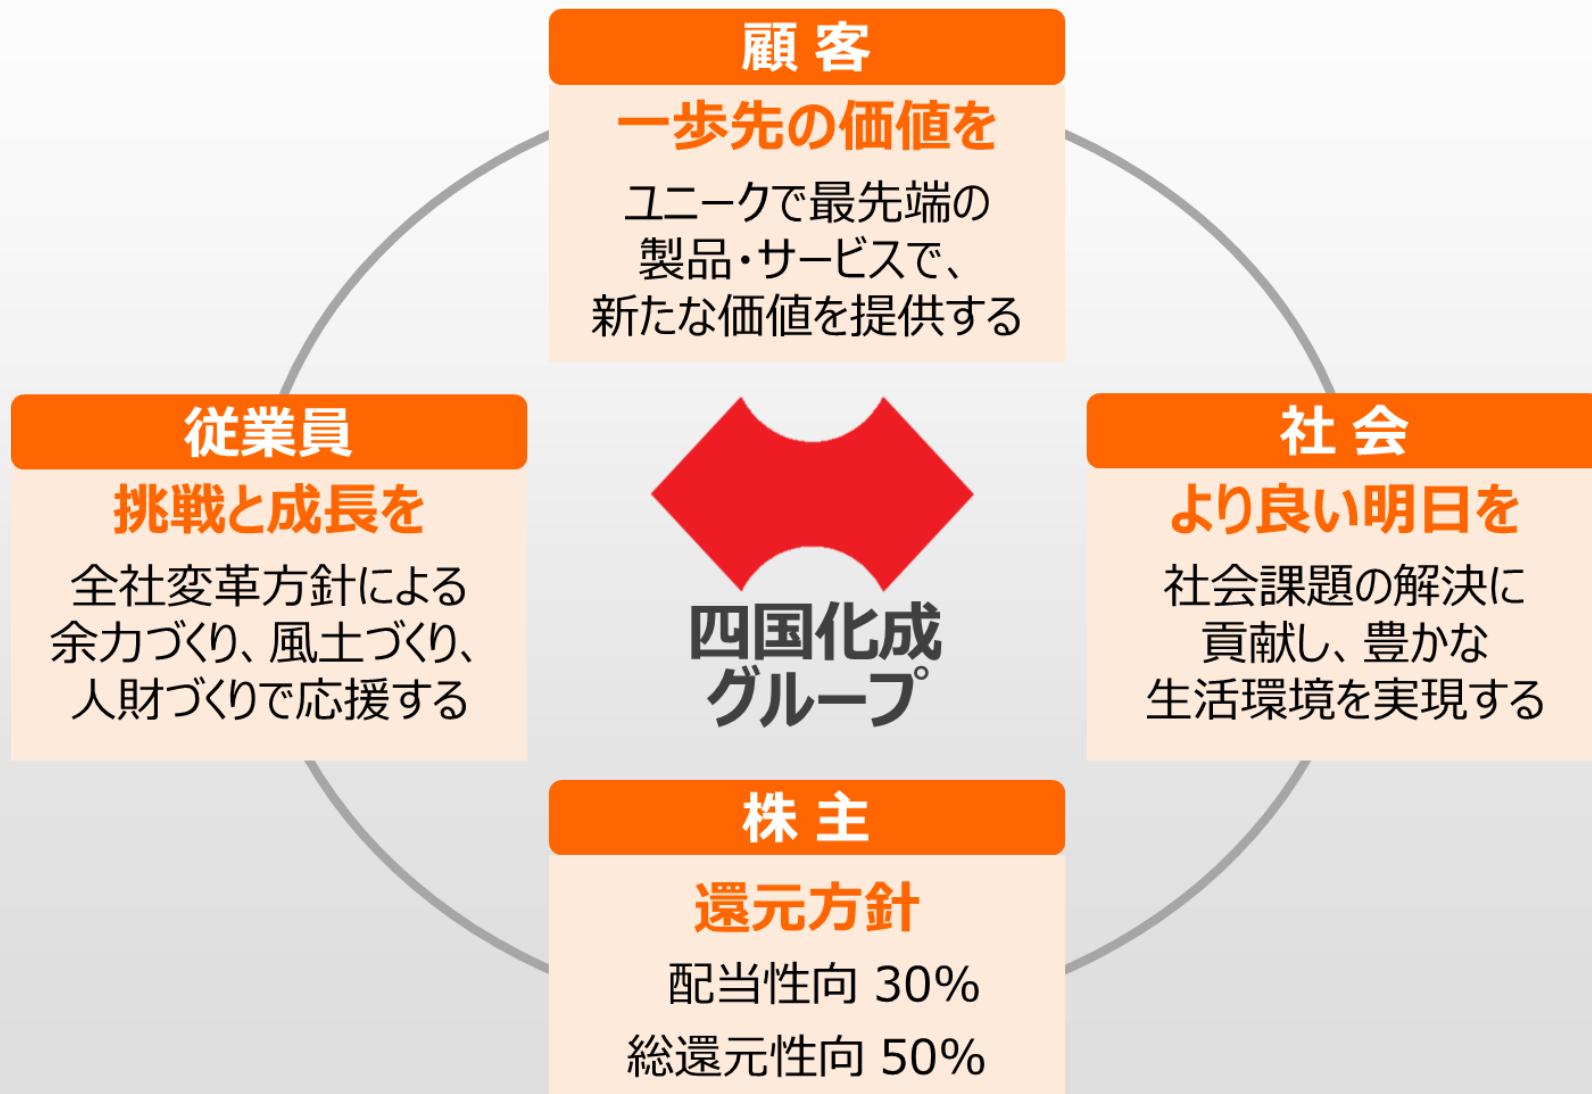 顧 客
一歩先の価値を
ユニークで最先端の
製品・サービスで、
新たな価値を提供する
従業員
挑戦と成長を
全社変革方針による
余力づくり、風土づくり、
人財づくりで応援する
四国化成
グループ
社 会
より良い明日を
社会課題の解決に
貢献し、豊かな
生活環境を実現する
株 主
還元方針
配当性向 30%
総還元性向 50%